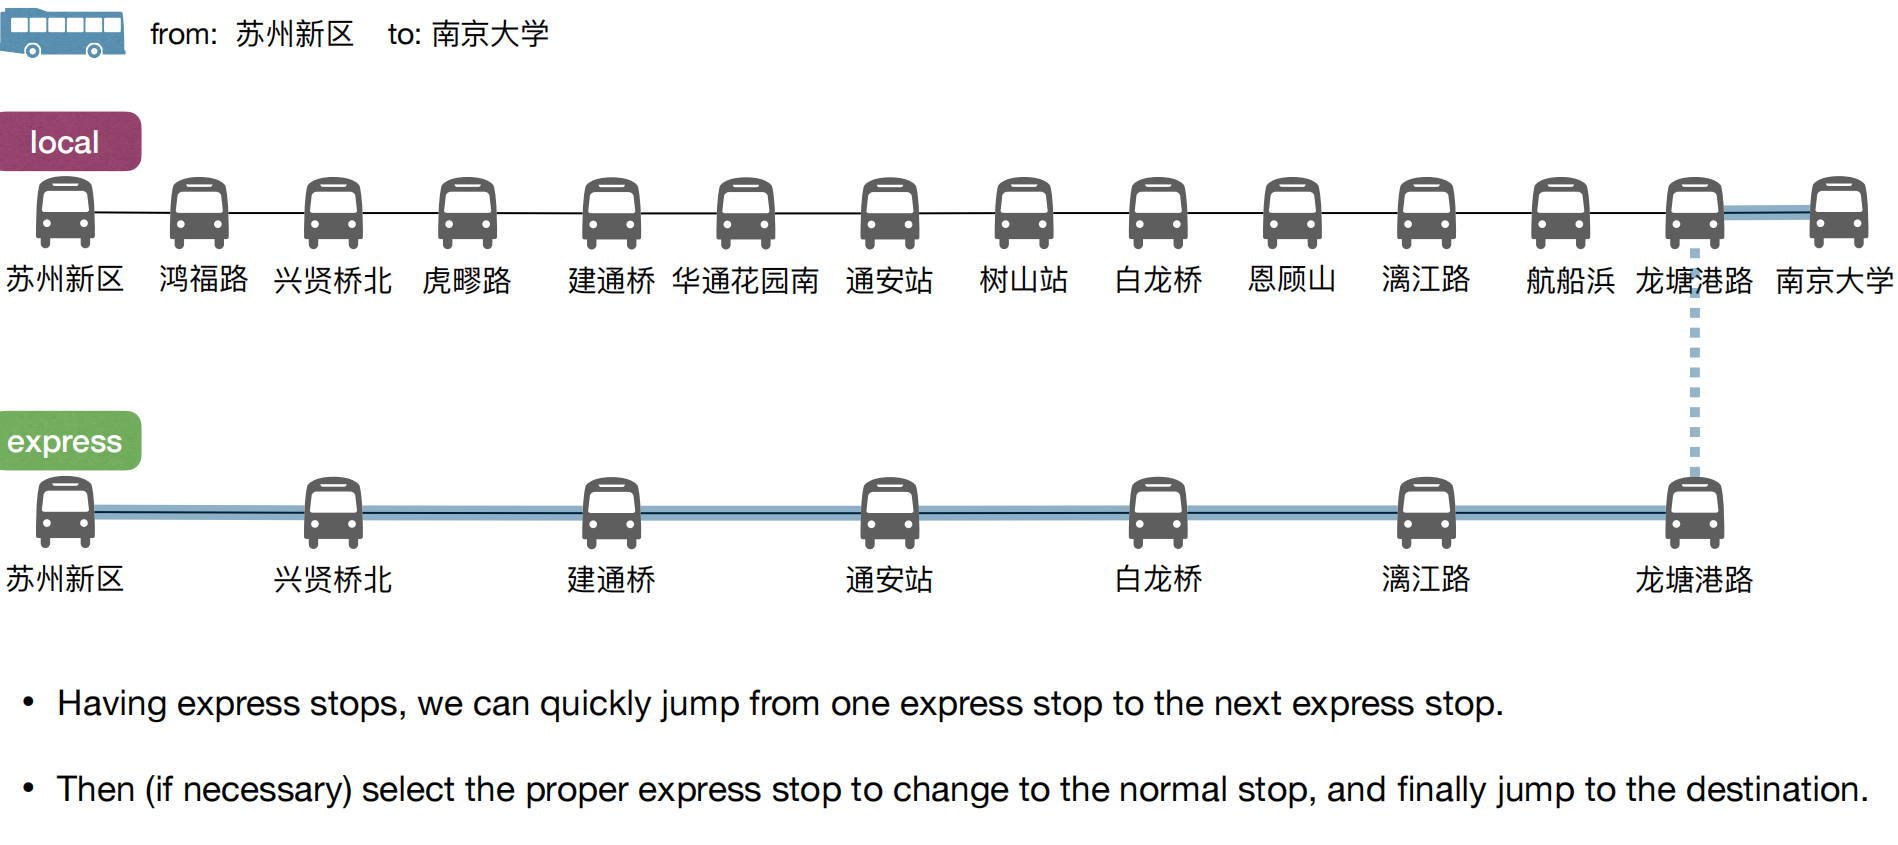 from: 苏州新区 to: 南京大学
local
苏州新区 鸿福路 兴贤桥北 虎疁路 建通桥 华通花园南 通安站 树山站 白龙桥 恩顾山 漓江路 航船浜 龙塘港路 南京大学
express
苏州新区 兴贤桥北 建通桥 通安站 白龙桥 漓江路 龙塘港路
• Having express stops, we can quickly jump from one express stop to the next express stop.
• Then (if necessary) select the proper express stop to change to the normal stop, and finally jump to the destination.